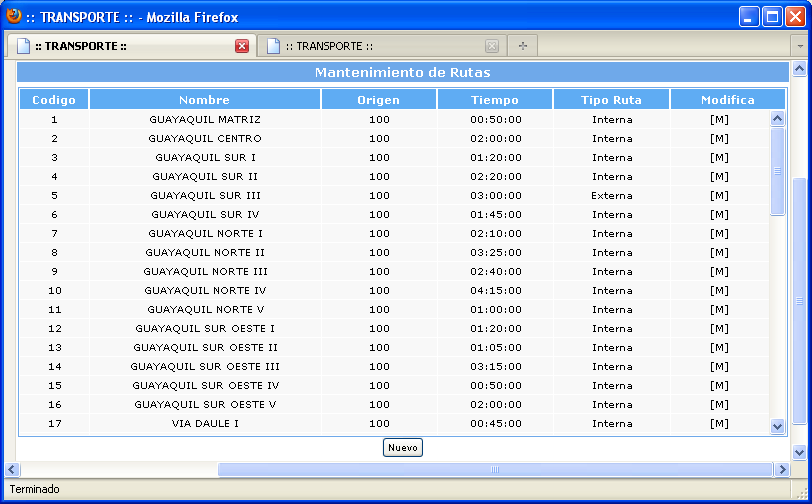 :: TRANSPORTE :: - Mozilla Firefox
:: TRANSPORTE :: :: TRANSPORTE ::
Mantenimiento de Rutas
Codigo Nombre Origen Tiempo Tipo Ruta Modifica
1 GUAYAQUIL MATRIZ 100 00:50:00 Interna [M]
2 GUAYAQUIL CENTRO 100 02:00:00 Interna [M]
3 GUAYAQUIL SUR I 100 01:20:00 Interna [M]
4 GUAYAQUIL SUR II 100 02:20:00 Interna [M]
5 GUAYAQUIL SUR III 100 03:00:00 Externa [M]
6 GUAYAQUIL SUR IV 100 01:45:00 Interna [M]
7 GUAYAQUIL NORTE I 100 02:10:00 Interna [M]
8 GUAYAQUIL NORTE II 100 03:25:00 Interna [M]
9 GUAYAQUIL NORTE III 100 02:40:00 Interna [M]
10 GUAYAQUIL NORTE IV 100 04:15:00 Interna [M]
11 GUAYAQUIL NORTE V 100 01:00:00 Interna [M]
12 GUAYAQUIL SUR OESTE I 100 01:20:00 Interna [M]
13 GUAYAQUIL SUR OESTE II 100 01:05:00 Interna [M]
14 GUAYAQUIL SUR OESTE III 100 03:15:00 Interna [M]
15 GUAYAQUIL SUR OESTE IV 100 00:50:00 Interna [M]
16 GUAYAQUIL SUR OESTE V 100 02:00:00 Interna [M]
17 VIA DAULE I 100 00:45:00 Interna [M]
Nuevo
Terminado